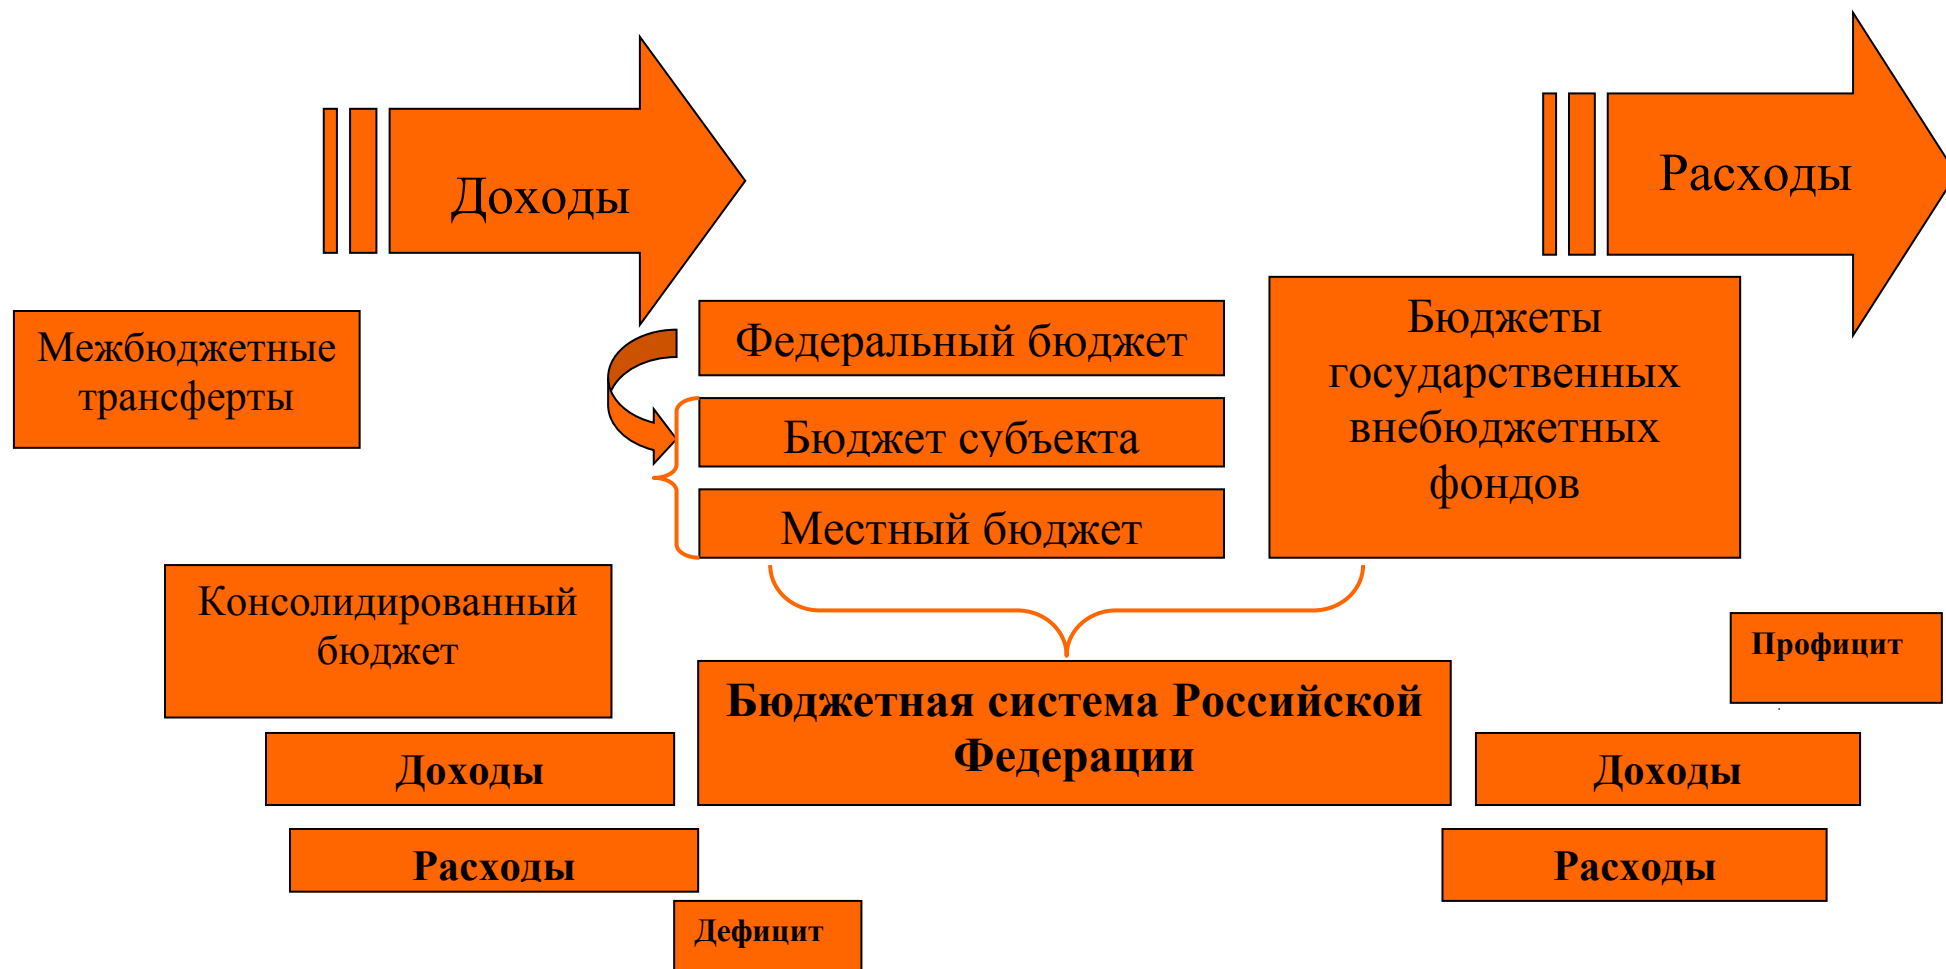 Доходы
Расходы
Межбюджетные
трансферты
Федеральный бюджет
Бюджет субъекта
Местный бюджет
Бюджеты
государственных
внебюджетных
фондов
Консолидированный
бюджет
Профицит
Бюджетная система Российской
Федерации
Доходы
Расходы
Дефицит
Доходы
Расходы